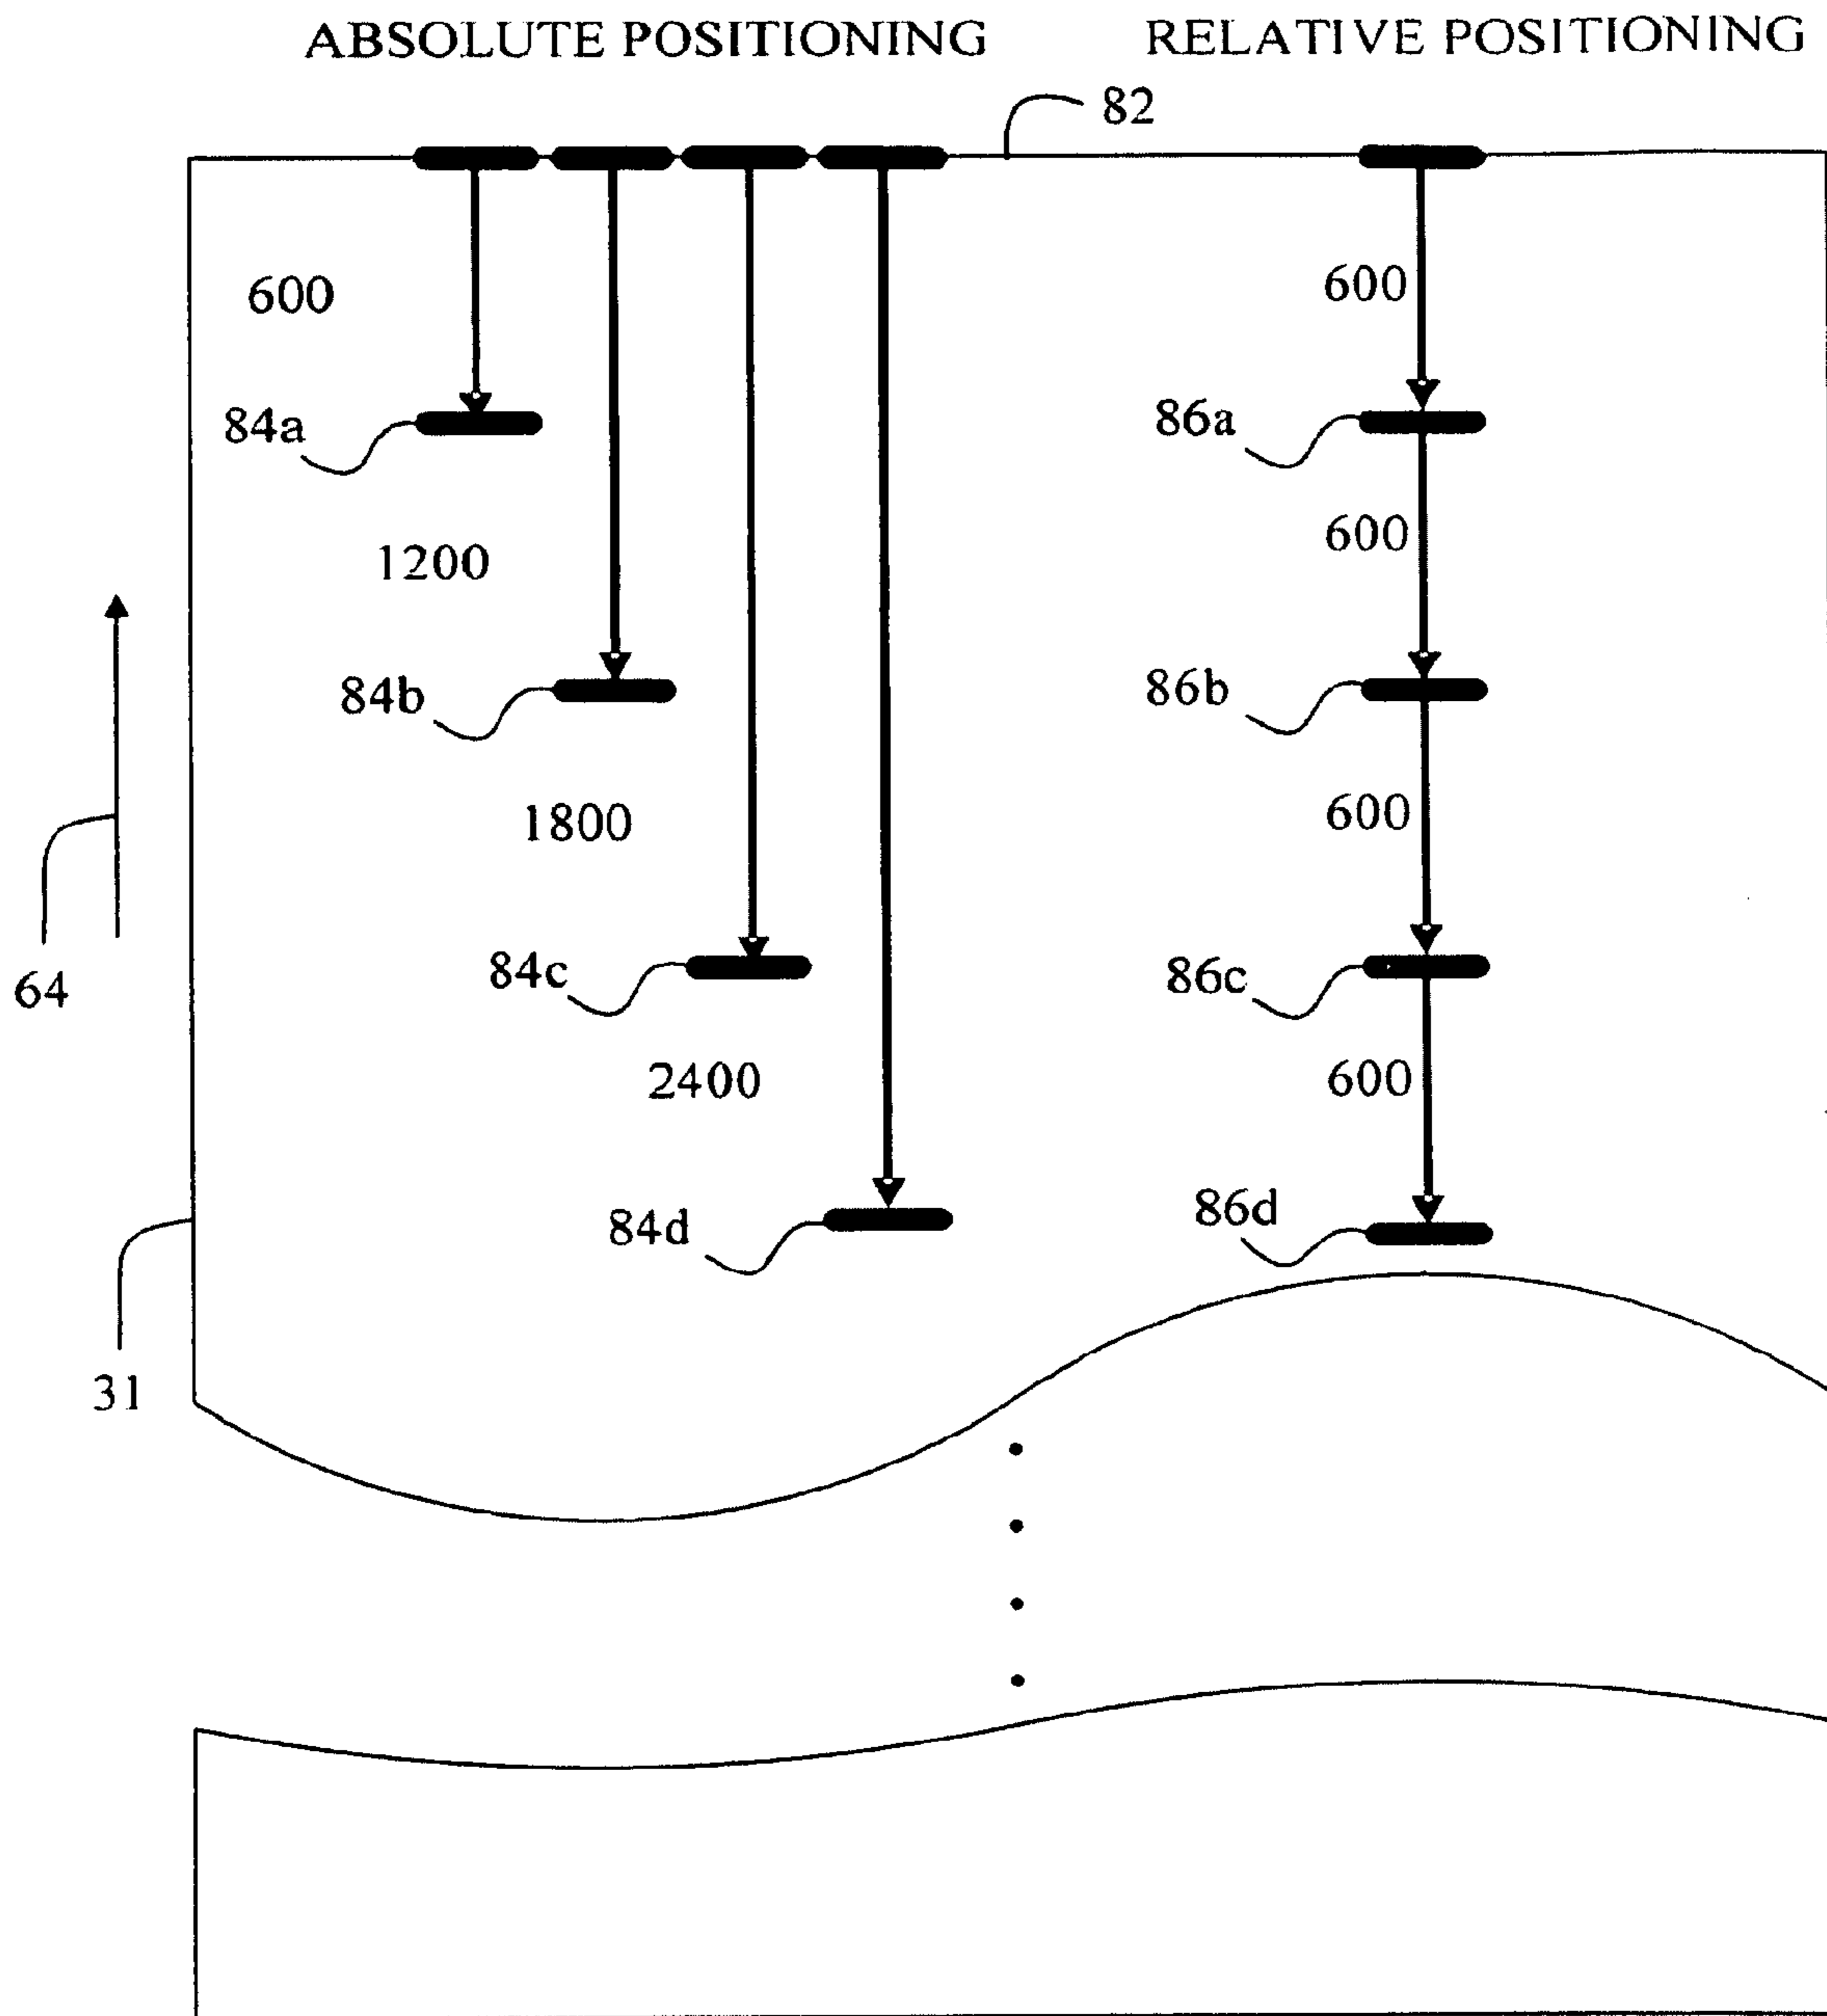 ABSOLUTE POSITIONING RELATIVE POSITIONING
82
600 600
84a 86a
1200 600
84b 86b
1800 600
84c 86c
64
2400 600
84d 86d
31